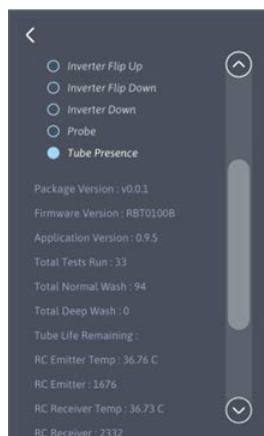 Inverter Flip Up
Inverter Flip Down
Inverter Down
Probe
Tube Presence
Package Version : v0.0.1
Firmware Version : RBT0100B
Application Version : 0.9.5
Total Tests Run : 33
Total Normal Wash : 94
Total Deep Wash : 0
Tube Life Remaining :
RC Emitter Temp : 36.76 C
RC Emitter : 1676
RC Receiver Temp : 36.73 C
RC Receiver : 2332